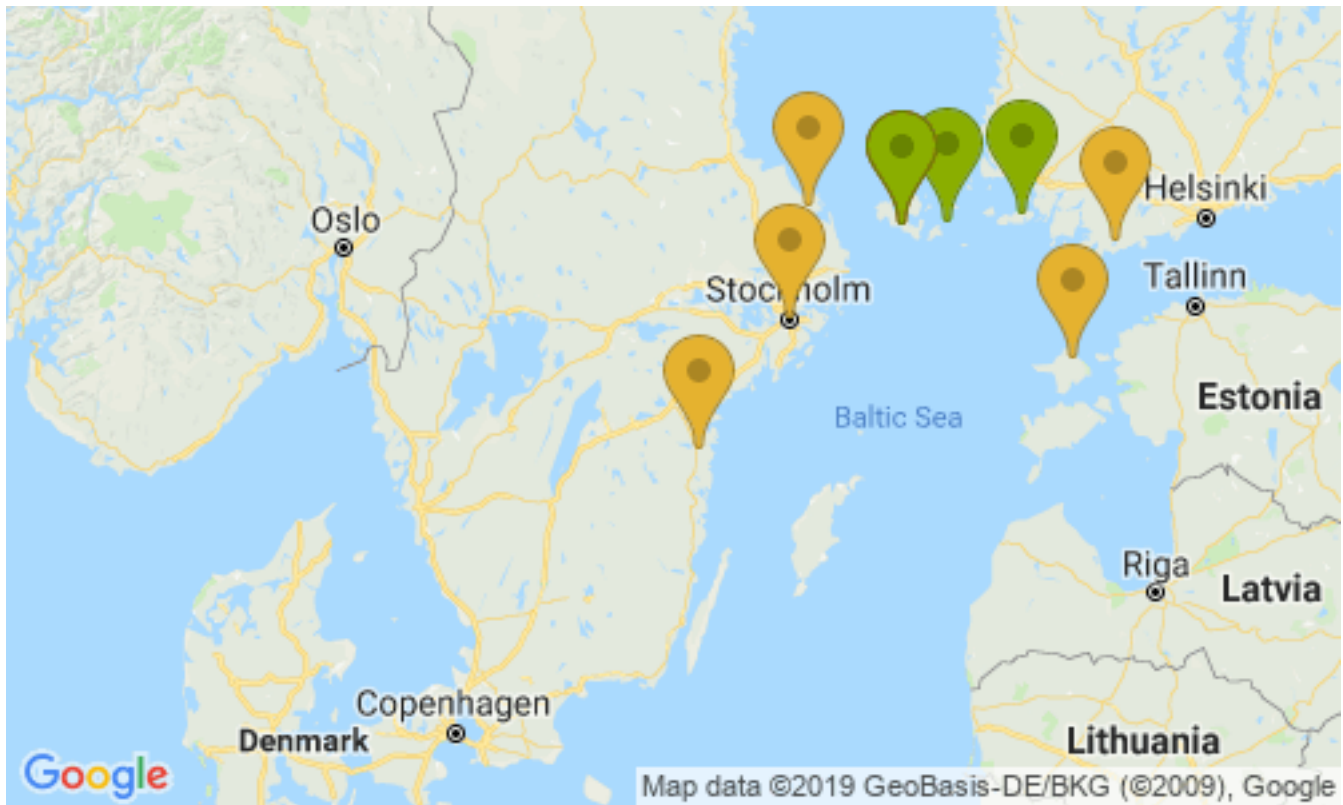 Helsinki
Oslo
Tallinn
Stockholm
Estonia
Baltic Sea
Riga
Latvia
Copenhagen
Denmark
Lithuania
Google
Map data ©2019 GeoBasis-DE/BKG (©2009), Google